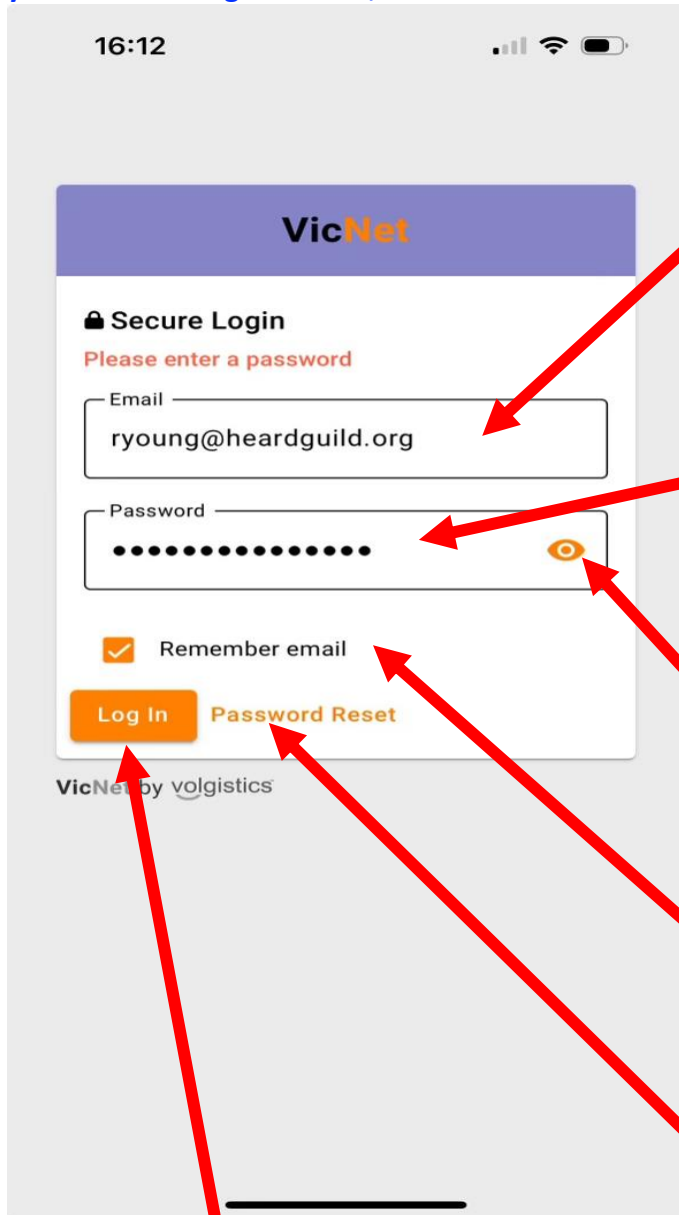 16:12
VicNet
Secure Login
Please enter a password
Email
ryoung@heardguild.org
Password
Remember email
Log In Password Reset
VicNet by volgistics